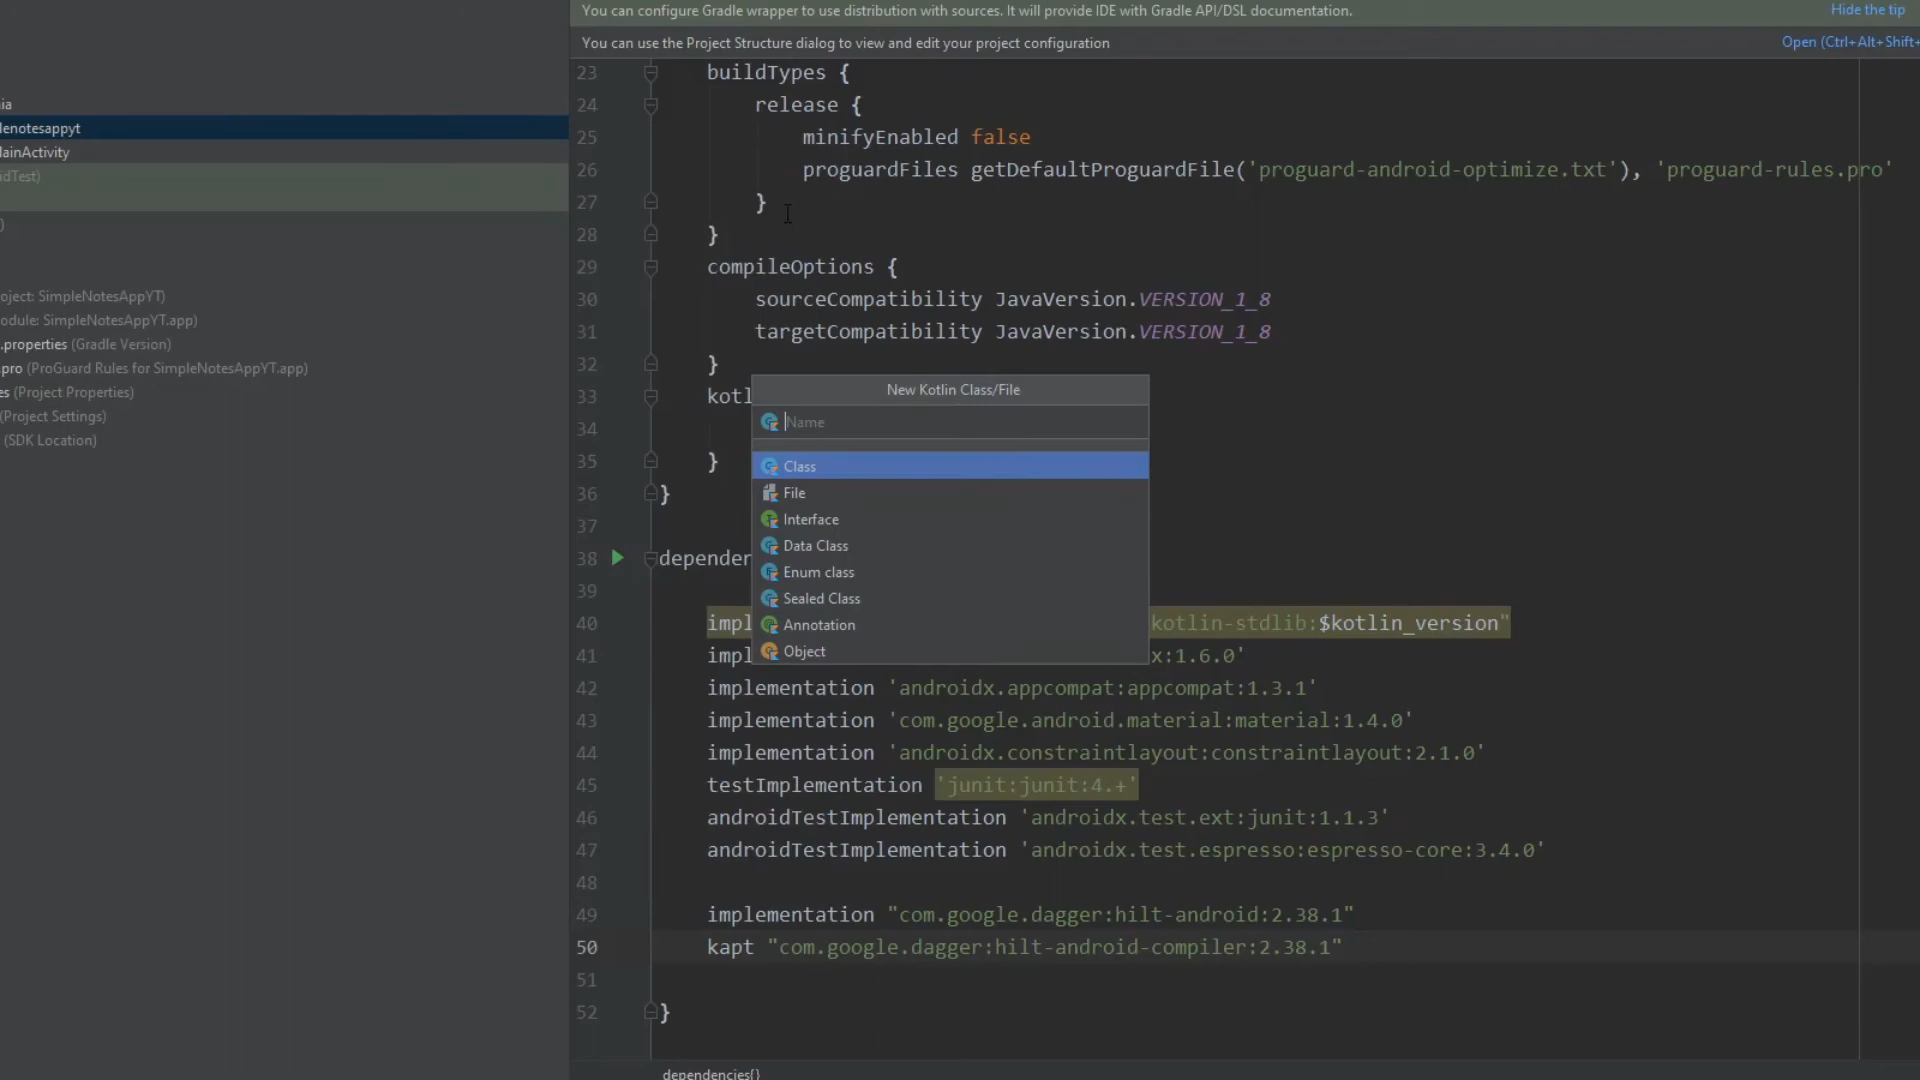 You can configure Gradle wrapper to use distribution with sources. It will provide IDE with Gradle API/DSL documentation.
Hide the tip
You can use the Project Structure dialog to view and edit your project configuration
Open (Ctrl+Alt+Shift+
ia
lenotesappyt
MainActivity
idTest)
)
oject: SimpleNotesAppYT)
odule: SimpleNotesAppYT.app)
.properties (Gradle Version)
.pro (ProGuard Rules for SimpleNotesAppYT.app)
es (Project Properties)
(Project Settings)
(SDK Location)
23 buildTypes {
24 release {
25 minifyEnabled false
26 proguardFiles getDefaultProguardFile('proguard-android-optimize.txt'), 'proguard-rules.pro'
27 }
28 }
29 compileOptions {
30 sourceCompatibility JavaVersion.VERSION_1_8
31 targetCompatibility JavaVersion.VERSION_1_8
32 }
33 kotl
34
35 }
36 }
37
38 depender
39
40 impl kotlin-stdlib:$kotlin_version"
41 impl x:1.6.0'
42 implementation 'androidx.appcompat:appcompat:1.3.1'
43 implementation 'com.google.android.material:material:1.4.0'
44 implementation 'androidx.constraintlayout:constraintlayout:2.1.0'
45 testImplementation 'junit:junit:4.+'
46 androidTestImplementation 'androidx.test.ext:junit:1.1.3'
47 androidTestImplementation 'androidx.test.espresso:espresso-core:3.4.0'
48
49 implementation "com.google.dagger:hilt-android:2.38.1"
50 kapt "com.google.dagger:hilt-android-compiler:2.38.1"
51
52 }
New Kotlin Class/File
Name
Class
File
Interface
Data Class
Enum class
Sealed Class
Annotation
Object
dependencies{}